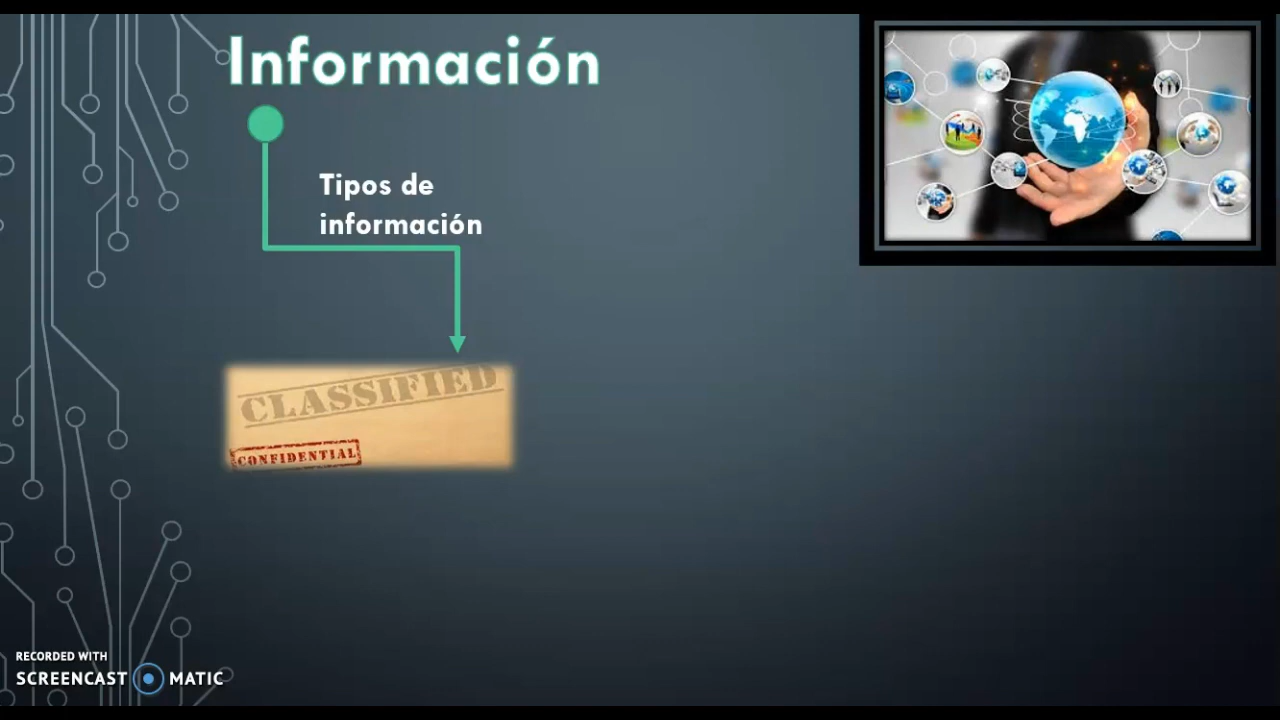 Información
Tipos de
información
CLASSIFIED
CONFIDENTIAL
RECORDED WITH
SCREENCAST MATIC